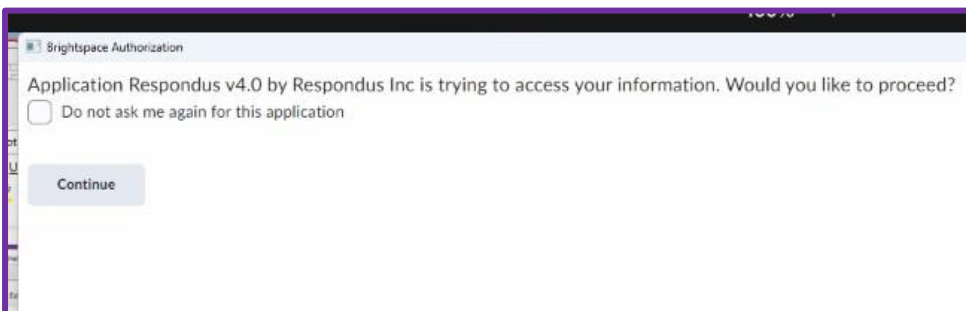 Brightspace Authorization
Application Respondus v4.0 by Respondus Inc is trying to access your information. Would you like to proceed?
Do not ask me again for this application
Continue